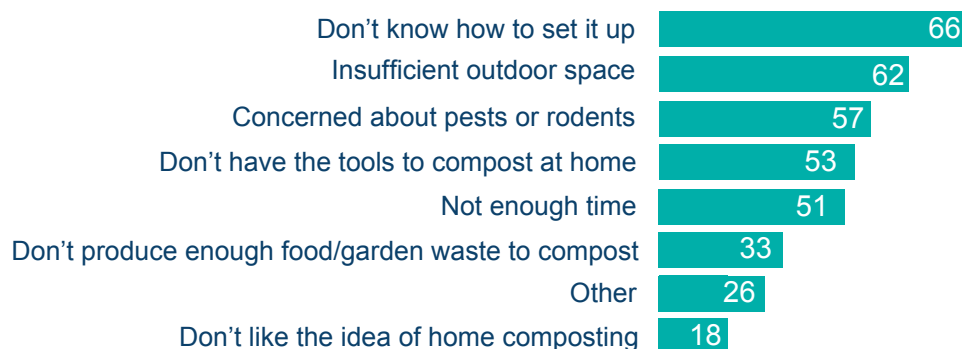 Don’t know how to set it up 66
Insufficient outdoor space 62
Concerned about pests or rodents 57
Don’t have the tools to compost at home 53
Not enough time 51
Don’t produce enough food/garden waste to compost 33
Other 26
Don’t like the idea of home composting 18